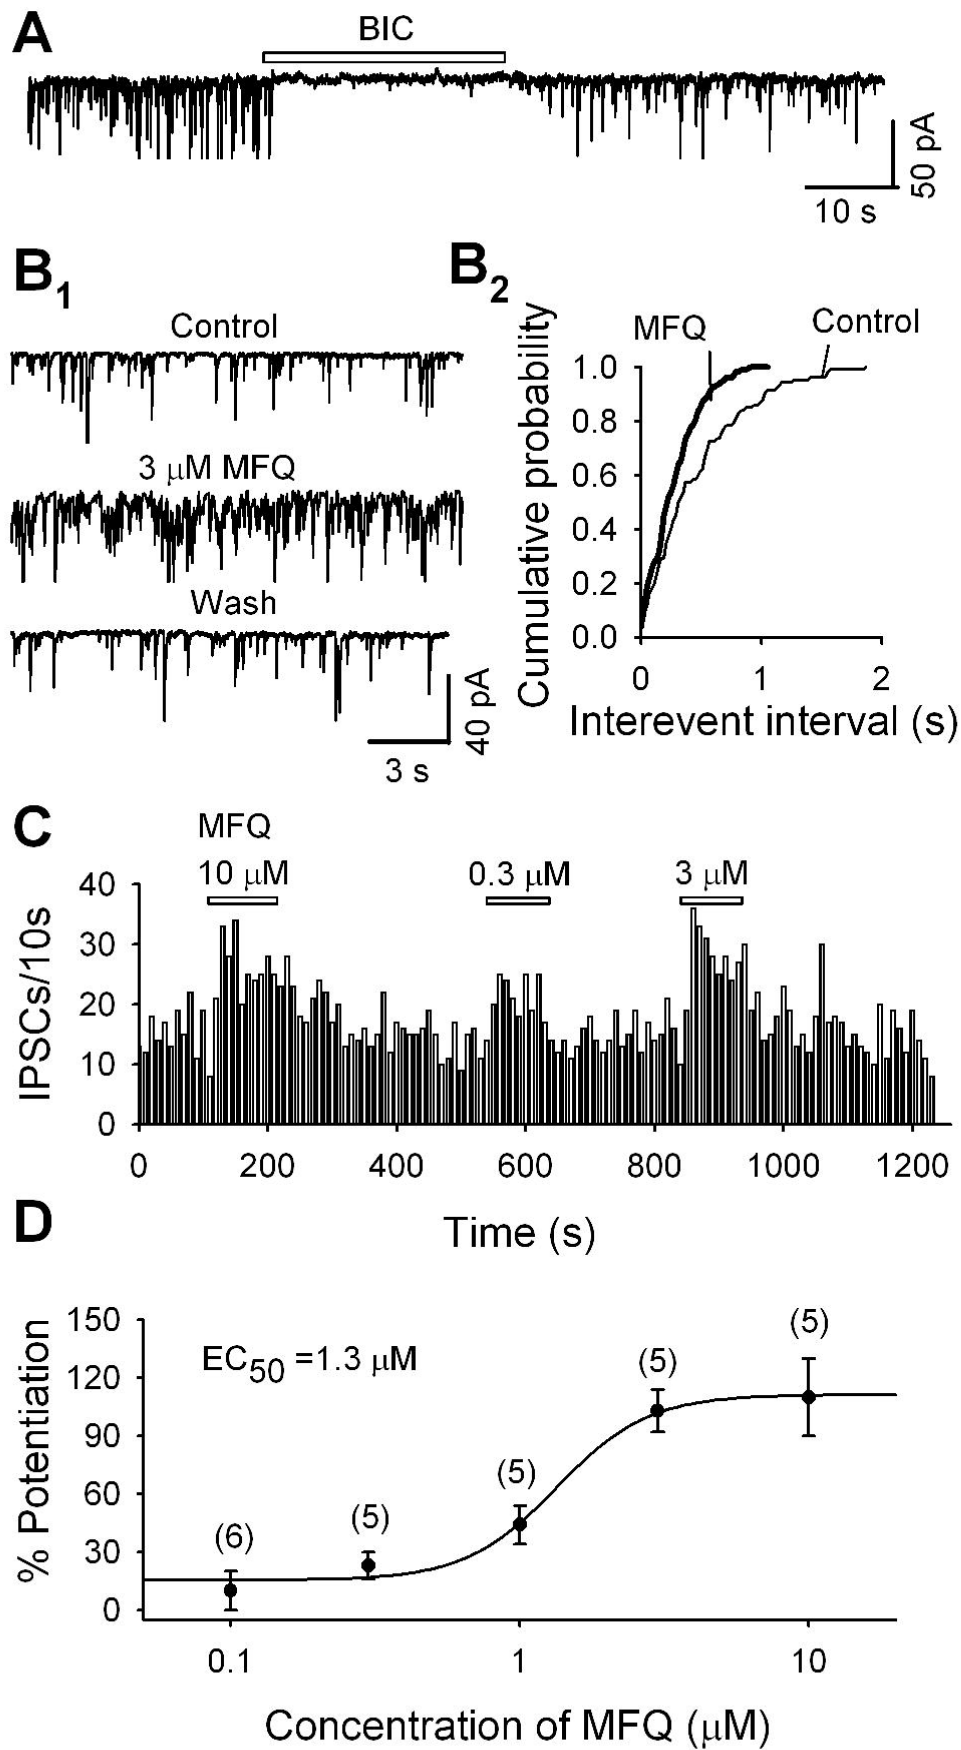 A
BIC
50 pA
10 s
B1
Control
3 μM MFQ
Wash
40 pA
3 s
B2
MFQ
Control
Cumulative probability
1.0
0.8
0.6
0.4
0.2
0.0
0 1 2
Interevent interval (s)
C
MFQ
10 μM 0.3 μM 3 μM
IPSCs/10s
40
30
20
10
0
0 200 400 600 800 1000 1200
Time (s)
D
% Potentiation
150
120
90
60
30
0
EC50 =1.3 μM
(6) (5) (5) (5) (5)
0.1 1 10
Concentration of MFQ (μM)